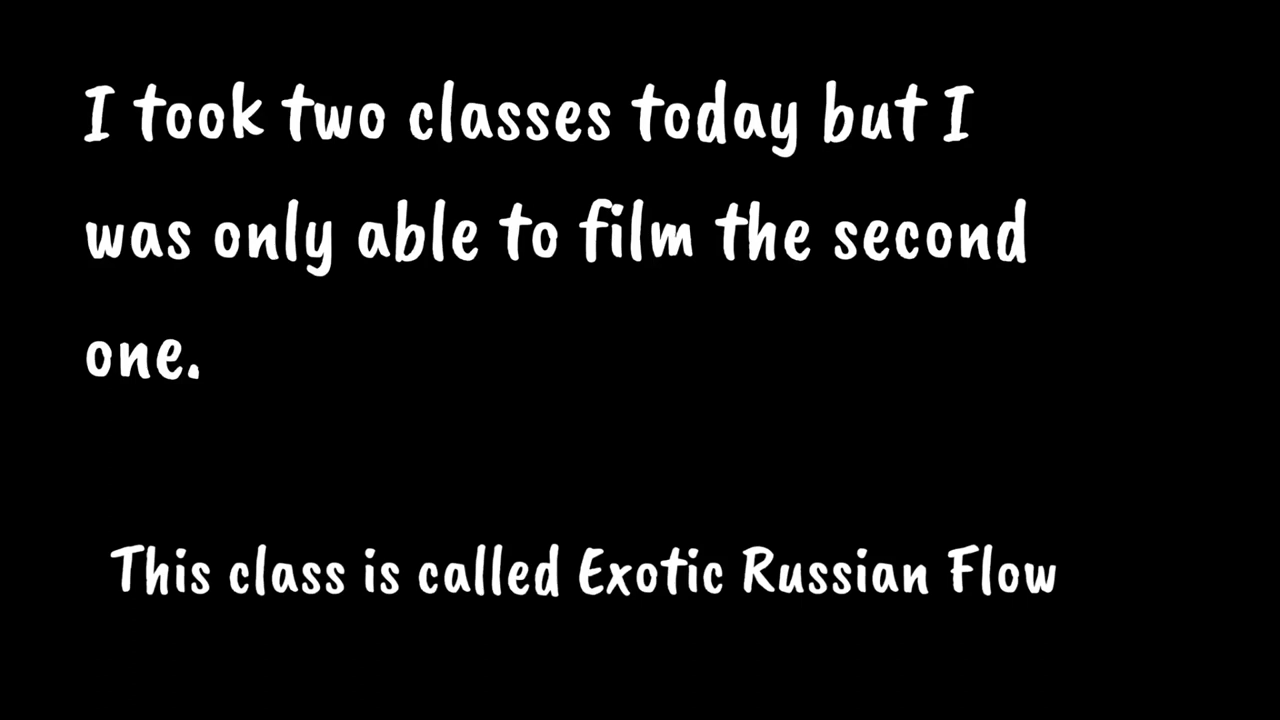 I took two classes today but I
was only able to film the second
one.
This class is called Exotic Russian Flow